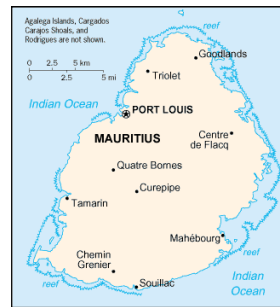 Agalega Islands, Cargados
Carajos Shoals, and
Rodrigues are not shown.
reef
Goodlands
Triolet
0 2.5 5 km
0 2.5 5 mi
Indian Ocean
PORT LOUIS
MAURITIUS
Centre
de Flacq
Quatre Bornes
Curepipe
Tamarin
Mahébourg
Chemin
Grenier
reef
reef
Souillac
Indian
Ocean